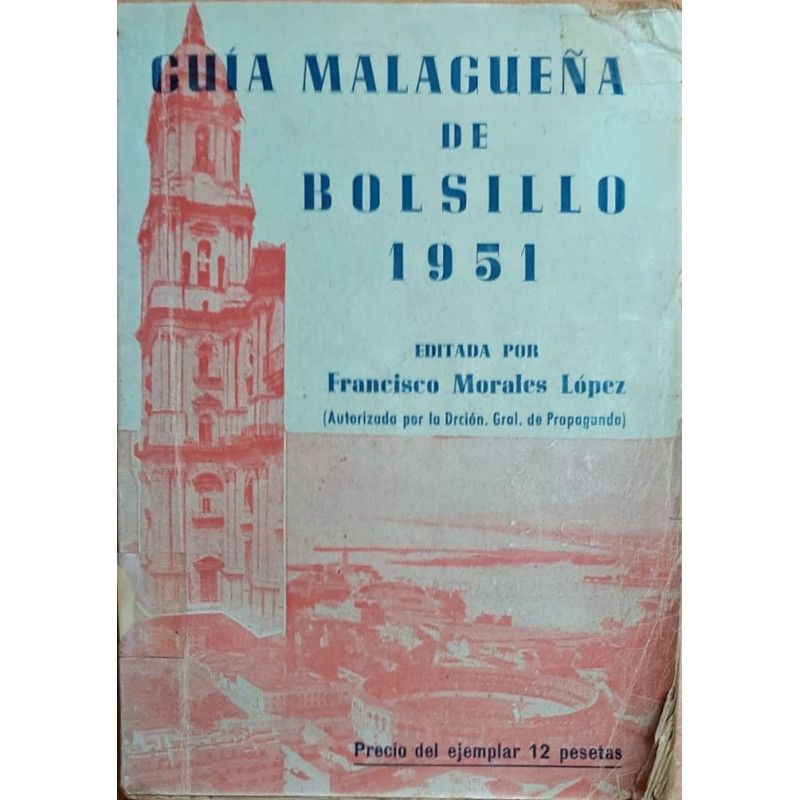 GUÍA MALAGUEÑA
DE
BOLSILLO
1951
EDITADA POR
Francisco Morales López
(Autorizada por la Drción. Gral. de Propaganda)
Precio del ejemplar 12 pesetas